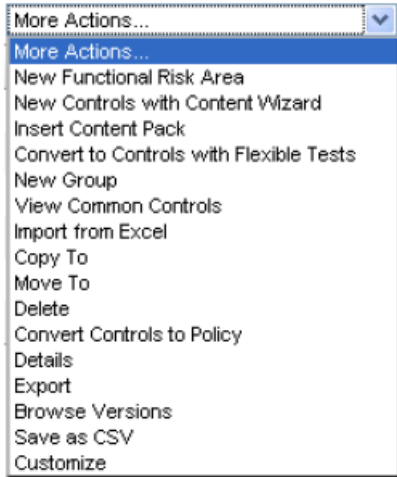 More Actions...
More Actions...
New Functional Risk Area
New Controls with Content Wizard
Insert Content Pack
Convert to Controls with Flexible Tests
New Group
View Common Controls
Import from Excel
Copy To
Move To
Delete
Convert Controls to Policy
Details
Export
Browse Versions
Save as CSV
Customize